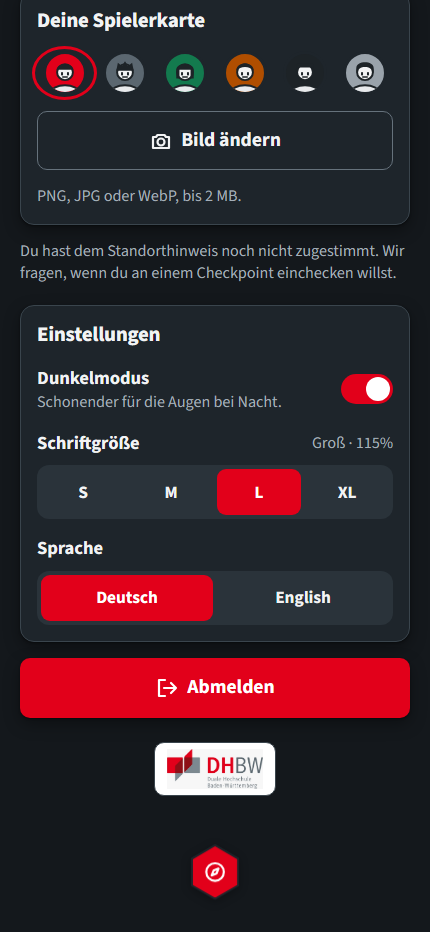 Deine Spielerkarte
Bild ändern
PNG, JPG oder WebP, bis 2 MB.
Du hast dem Standorthinweis noch nicht zugestimmt. Wir
fragen, wenn du an einem Checkpoint einchecken willst.
Einstellungen
Dunkelmodus
Schonender für die Augen bei Nacht.
Schriftgröße
Groß · 115%
S
M
L
XL
Sprache
Deutsch
English
Abmelden
DHBW
Duale Hochschule
Baden-Württemberg